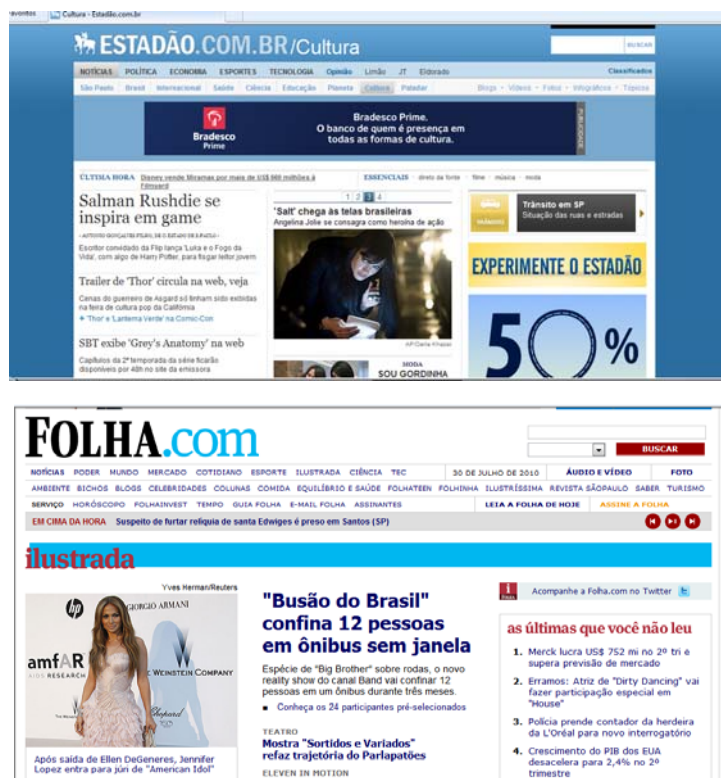 Cultura - Estadão.com.br
ESTADÃO.COM.BR/Cultura
BUSCAR
NOTÍCIAS POLÍTICA ECONOMIA ESPORTES TECNOLOGIA Opinião Limão JT Eldorado Classificados
São Paulo Brasil Internacional Saúde Ciência Educação Planeta Cultura Paladar Blogs Vídeos Fotos Infográficos Tópicos
Bradesco
Prime
Bradesco Prime.
O banco de quem é presença em
todas as formas de cultura.
PUBLICIDADE
ÚLTIMA HORA Disney vende Miramax por mais de US$ 660 milhões à
Filmyard
ESSENCIAIS direto da fonte filme música moda
Salman Rushdie se
inspira em game
Escritor convidado da Flip lança 'Luka e o Fogo da
Vida', com algo de Harry Potter, para fisgar leitor jovem
Trailer de 'Thor' circula na web, veja
Cenas do guerreiro de Asgard só tinham sido exibidas
na feira de cultura pop da Califórnia
+ 'Thor' e 'Lanterna Verde' na Comic-Con
SBT exibe 'Grey's Anatomy' na web
Capítulos da 2ª temporada da série ficarão
disponíveis por 48h no site da emissora
1 2 3 4
'Salt' chega às telas brasileiras
Angelina Jolie se consagra como heroína de ação
MODA
SOU GORDINHA
Trânsito em SP
Situação das ruas e estradas
EXPERIMENTE O ESTADÃO
50%
FOLHA.com
BUSCAR
NOTÍCIAS PODER MUNDO MERCADO COTIDIANO ESPORTE ILUSTRADA CIÊNCIA TEC 30 DE JULHO DE 2010 ÁUDIO E VÍDEO FOTO
AMBIENTE BICHOS BLOGS CELEBRIDADES COLUNAS COMIDA EQUILÍBRIO E SAÚDE FOLHATEEN FOLHINHA ILUSTRÍSSIMA REVISTA SÃOPAULO SABER TURISMO
SERVIÇO HORÓSCOPO FOLHAINVEST TEMPO GUIA FOLHA E-MAIL FOLHA ASSINANTES LEIA A FOLHA DE HOJE ASSINE A FOLHA
EM CIMA DA HORA Suspeito de furtar relíquia de santa Edwiges é preso em Santos (SP)
ilustrada
Yves Herman/Reuters
hp
GIORGIO ARMANI
amfAR
AIDS RESEARCH
WEINSTEIN COMPANY
Chopard
Após saída de Ellen DeGeneres, Jennifer
Lopez entra para júri de "American Idol"
"Busão do Brasil"
confina 12 pessoas
em ônibus sem janela
Espécie de "Big Brother" sobre rodas, o novo
reality show do canal Band vai confinar 12
pessoas em um ônibus durante três meses.
Conheça os 24 participantes pré-selecionados
TEATRO
Mostra "Sortidos e Variados"
refaz trajetória do Parlapatões
ELEVEN IN MOTION
Acompanhe a Folha.com no Twitter
as últimas que você não leu
1. Merck lucra US$ 752 mi no 2º tri e
supera previsão de mercado
2. Erramos: Atriz de "Dirty Dancing" vai
fazer participação especial em
"House"
3. Polícia prende contador da herdeira
da L'Oréal para novo interrogatório
4. Crescimento do PIB dos EUA
desacelera para 2,4% no 2º
trimestre